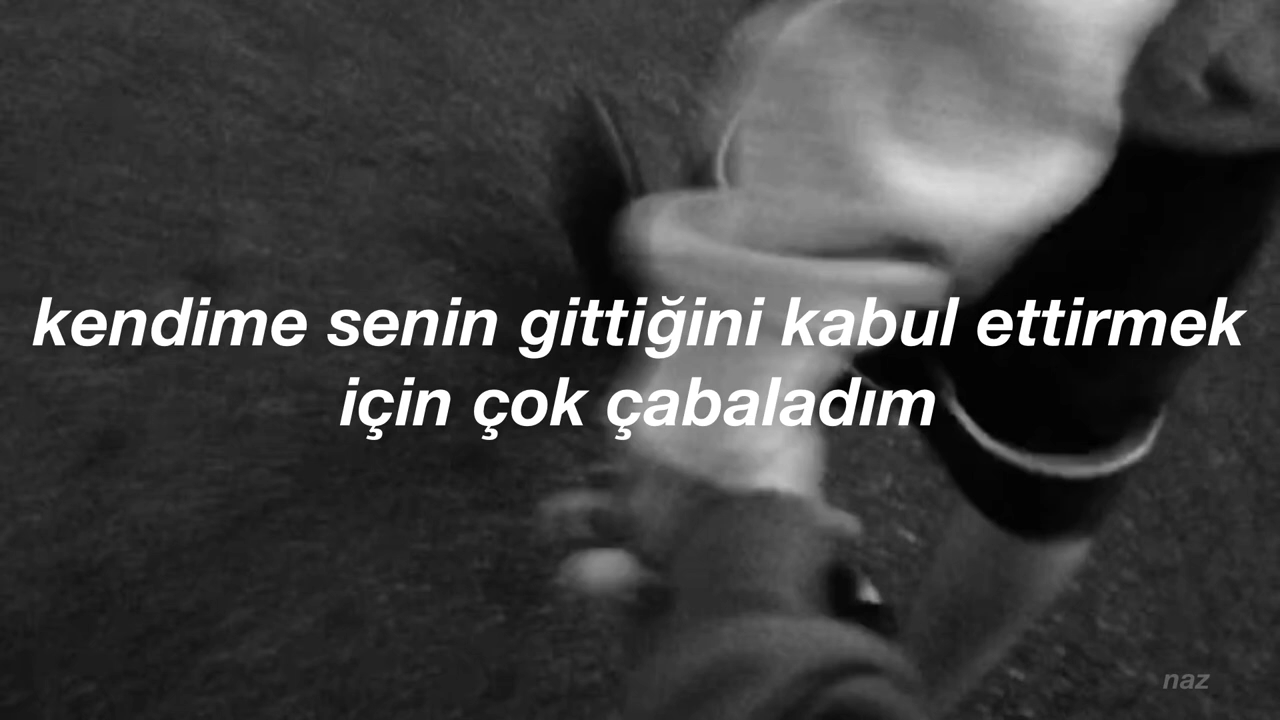 kendime senin gittiğini kabul ettirmek
için çok çabaladım
naz